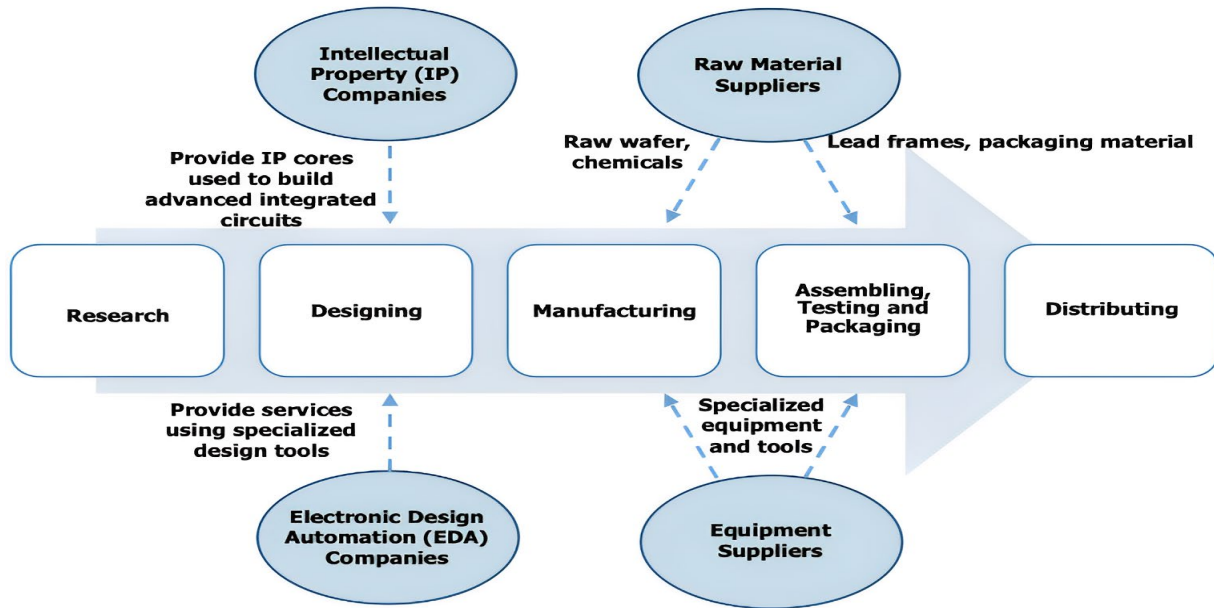 Intellectual
Property (IP)
Companies
Raw Material
Suppliers
Provide IP cores
used to build
advanced integrated
circuits
Raw wafer,
chemicals
Lead frames, packaging material
Research
Designing
Manufacturing
Assembling,
Testing and
Packaging
Distributing
Provide services
using specialized
design tools
Specialized
equipment
and tools
Electronic Design
Automation (EDA)
Companies
Equipment
Suppliers